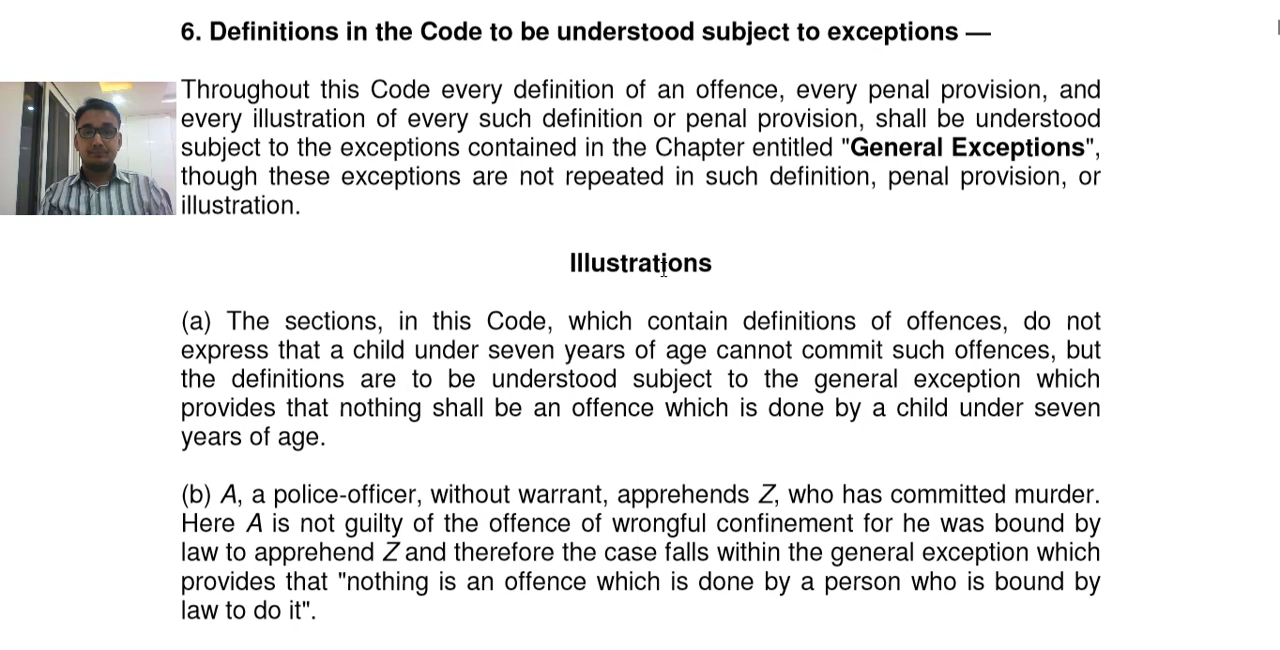 6. Definitions in the Code to be understood subject to exceptions —
Throughout this Code every definition of an offence, every penal provision, and
every illustration of every such definition or penal provision, shall be understood
subject to the exceptions contained in the Chapter entitled "General Exceptions",
though these exceptions are not repeated in such definition, penal provision, or
illustration.
Illustrations
(a) The sections, in this Code, which contain definitions of offences, do not
express that a child under seven years of age cannot commit such offences, but
the definitions are to be understood subject to the general exception which
provides that nothing shall be an offence which is done by a child under seven
years of age.
(b) A, a police-officer, without warrant, apprehends Z, who has committed murder.
Here A is not guilty of the offence of wrongful confinement for he was bound by
law to apprehend Z and therefore the case falls within the general exception which
provides that "nothing is an offence which is done by a person who is bound by
law to do it".